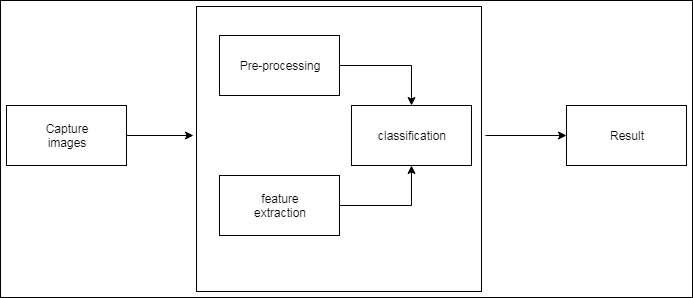 Pre-processing
Capture
images
classification
Result
feature
extraction